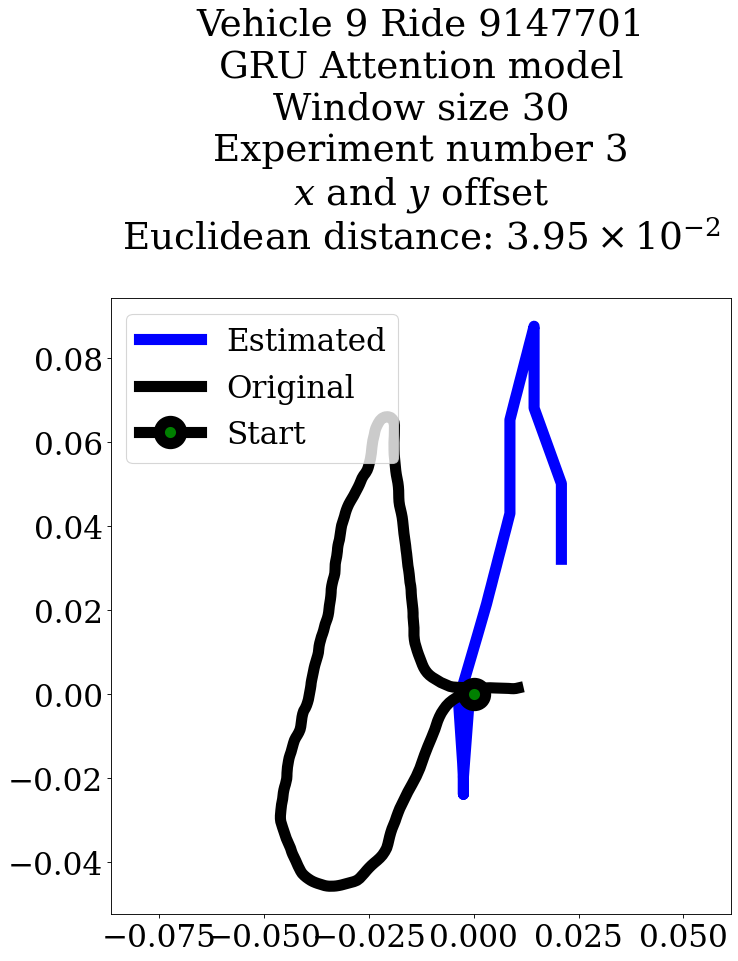 Vehicle 9 Ride 9147701
GRU Attention model
Window size 30
Experiment number 3
x and y offset
Euclidean distance: 3.95 × 10⁻²
Estimated
Original
Start
0.08
0.06
0.04
0.02
0.00
−0.02
−0.04
−0.075 −0.050 −0.025 0.000 0.025 0.050